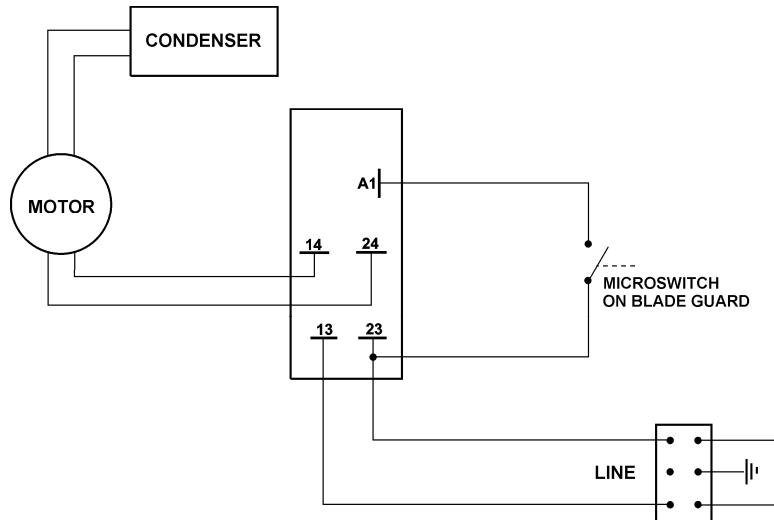 CONDENSER
MOTOR
A1
14
24
13
23
MICROSWITCH
ON BLADE GUARD
LINE